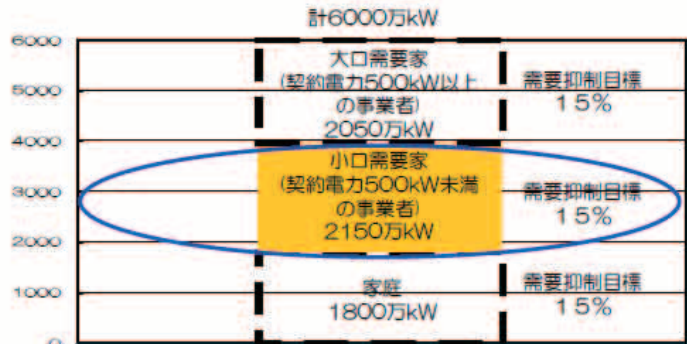 計6000万kW
6000
5000
4000
3000
2000
1000
0
大口需要家
(契約電力500kW以上
の事業者)
2050万kW
需要抑制目標
15%
小口需要家
(契約電力500kW未満
の事業者)
2150万kW
需要抑制目標
15%
家庭
1800万kW
需要抑制目標
15%